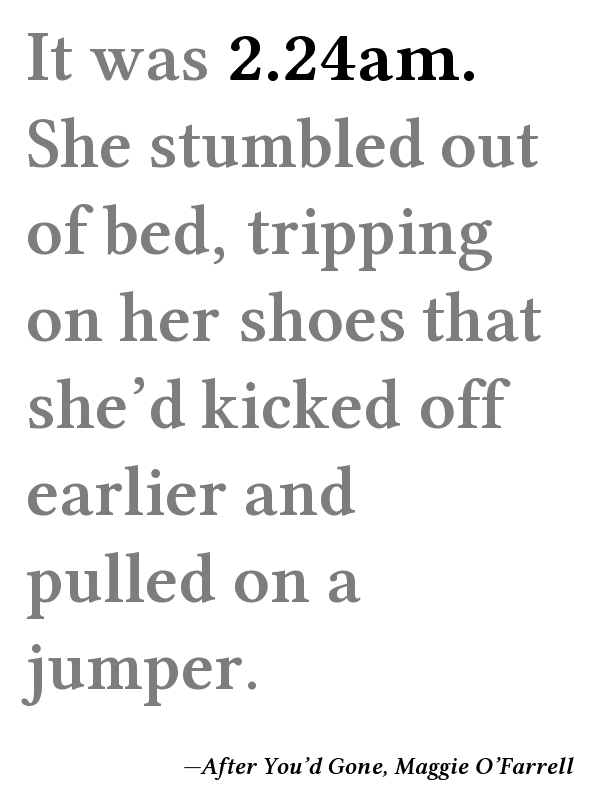 It was 2.24am.
She stumbled out
of bed, tripping
on her shoes that
she’d kicked off
earlier and
pulled on a
jumper.
—After You’d Gone, Maggie O’Farrell